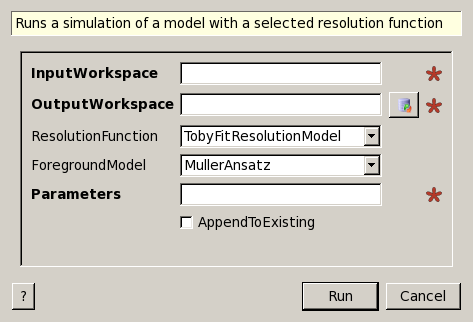 Runs a simulation of a model with a selected resolution function
InputWorkspace
OutputWorkspace
ResolutionFunction TobyFitResolutionModel
ForegroundModel MullerAnsatz
Parameters
AppendToExisting
? Run Cancel